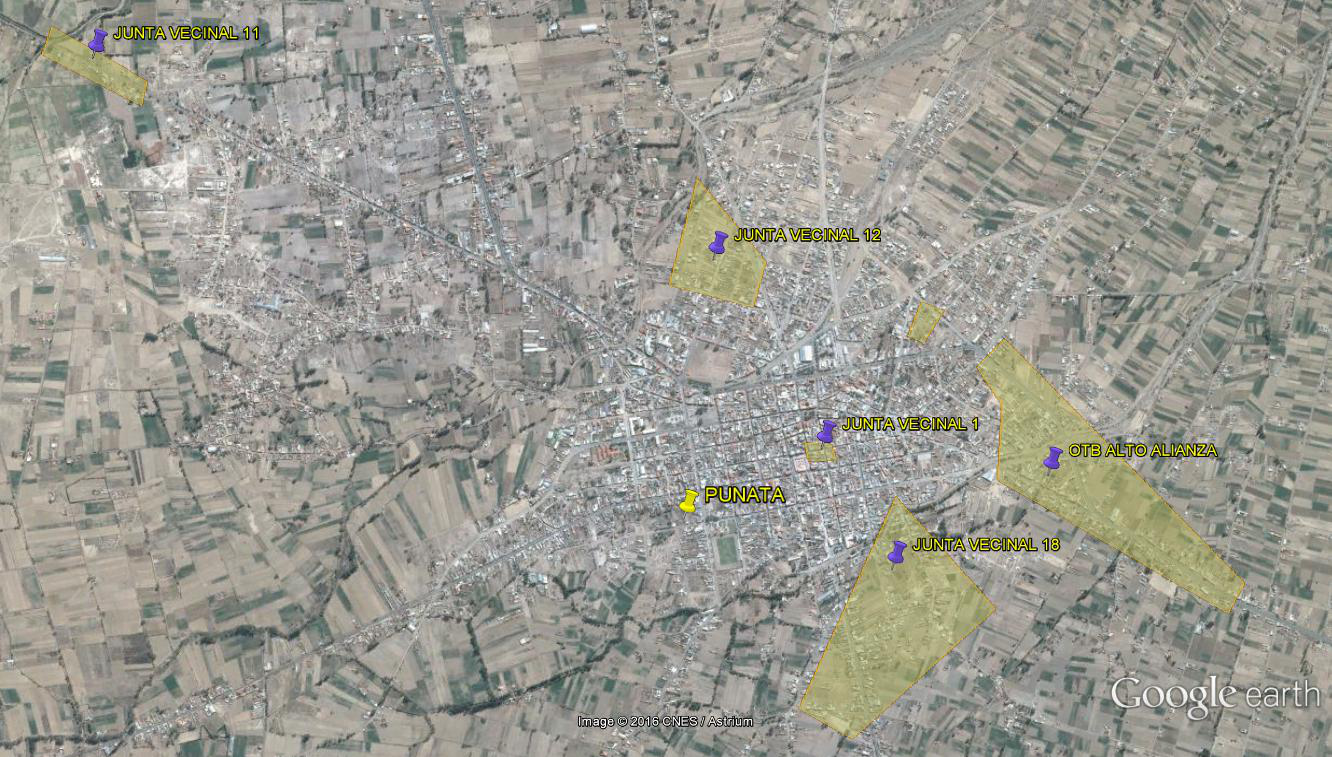 JUNTA VECINAL 11
JUNTA VECINAL 12
JUNTA VECINAL 1
OTB ALTO ALIANZA
PUNATA
JUNTA VECINAL 18
Google earth
Image © 2016 CNES / Astrium